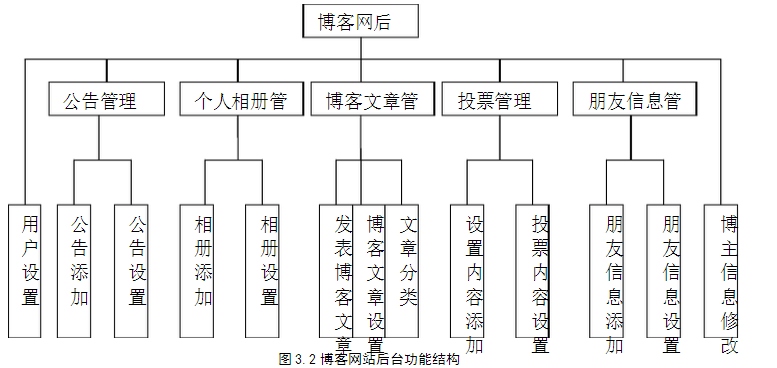 博客网后
公告管理
个人相册管
博客文章管
投票管理
朋友信息管
用户设置
公告添加
公告设置
相册添加
相册设置
发表博客文章
博客文章设置
文章分类
设置内容添加
投票内容设置
朋友信息添加
朋友信息设置
博主信息修改
图3.2博客网站后台功能结构